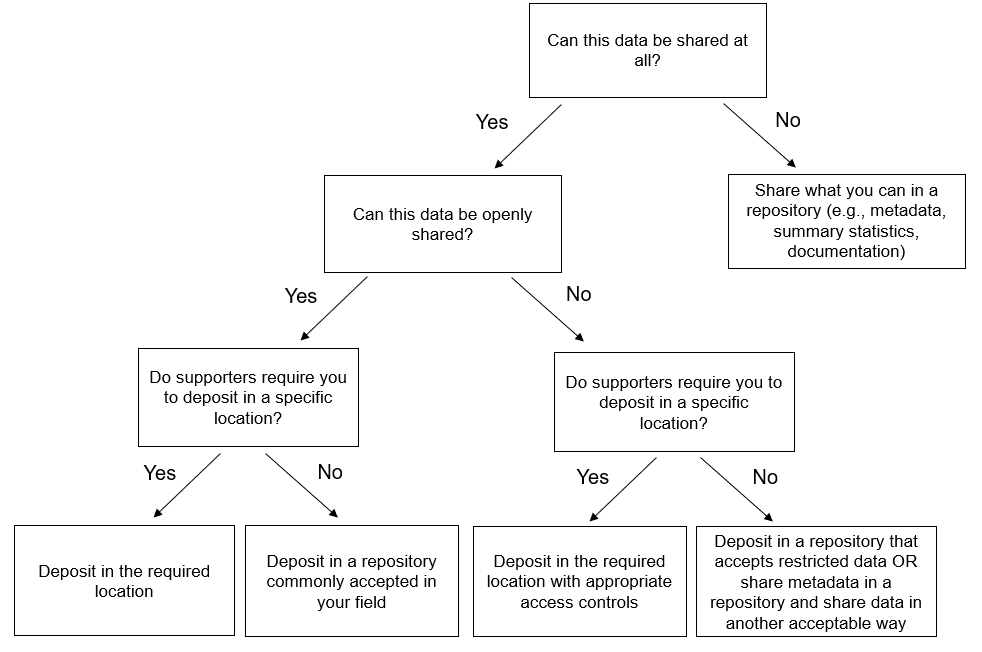 Can this data be shared at
all?
Yes
No
Can this data be openly
shared?
Share what you can in a
repository (e.g., metadata,
summary statistics,
documentation)
Yes
No
Do supporters require you
to deposit in a specific
location?
Do supporters require you to
deposit in a specific
location?
Yes
No
Yes
No
Deposit in the required
location
Deposit in a repository
commonly accepted in
your field
Deposit in the required
location with appropriate
access controls
Deposit in a repository that
accepts restricted data OR
share metadata in a
repository and share data in
another acceptable way